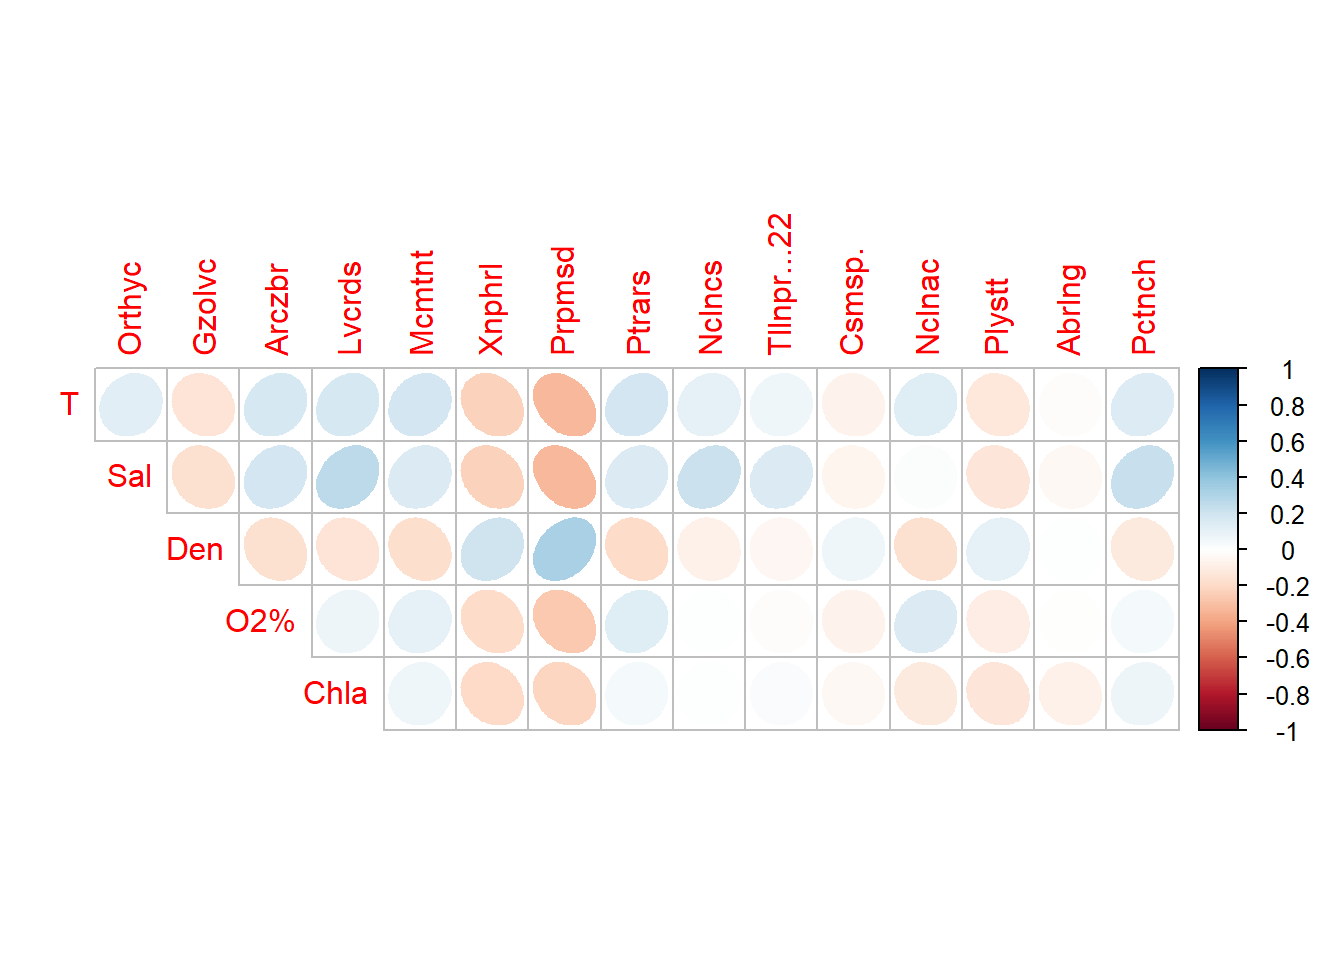 Orthyc Gzolvc Arczbr Lvcrds Mcmtnt Xnphrl Prpmsd Ptrars Nclncs Tllnpr...22 Csmsp. Nclnac Plystt Abrlng Pctnch
T
Sal
Den
O2%
Chla
1
0.8
0.6
0.4
0.2
0
-0.2
-0.4
-0.6
-0.8
-1